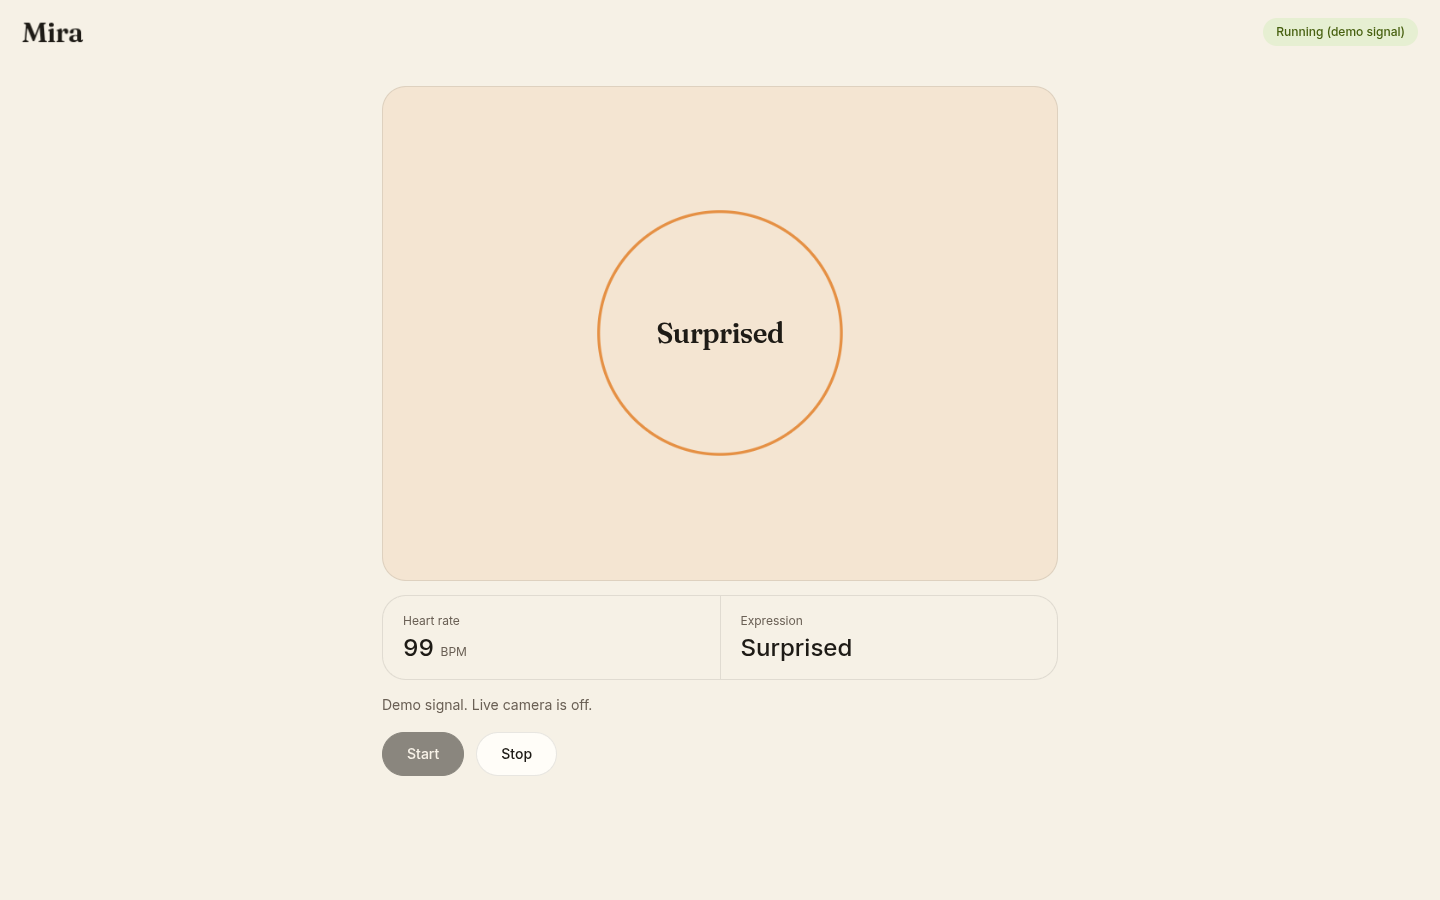 Mira
Running (demo signal)
Surprised
Heart rate
99 BPM
Expression
Surprised
Demo signal. Live camera is off.
Start
Stop